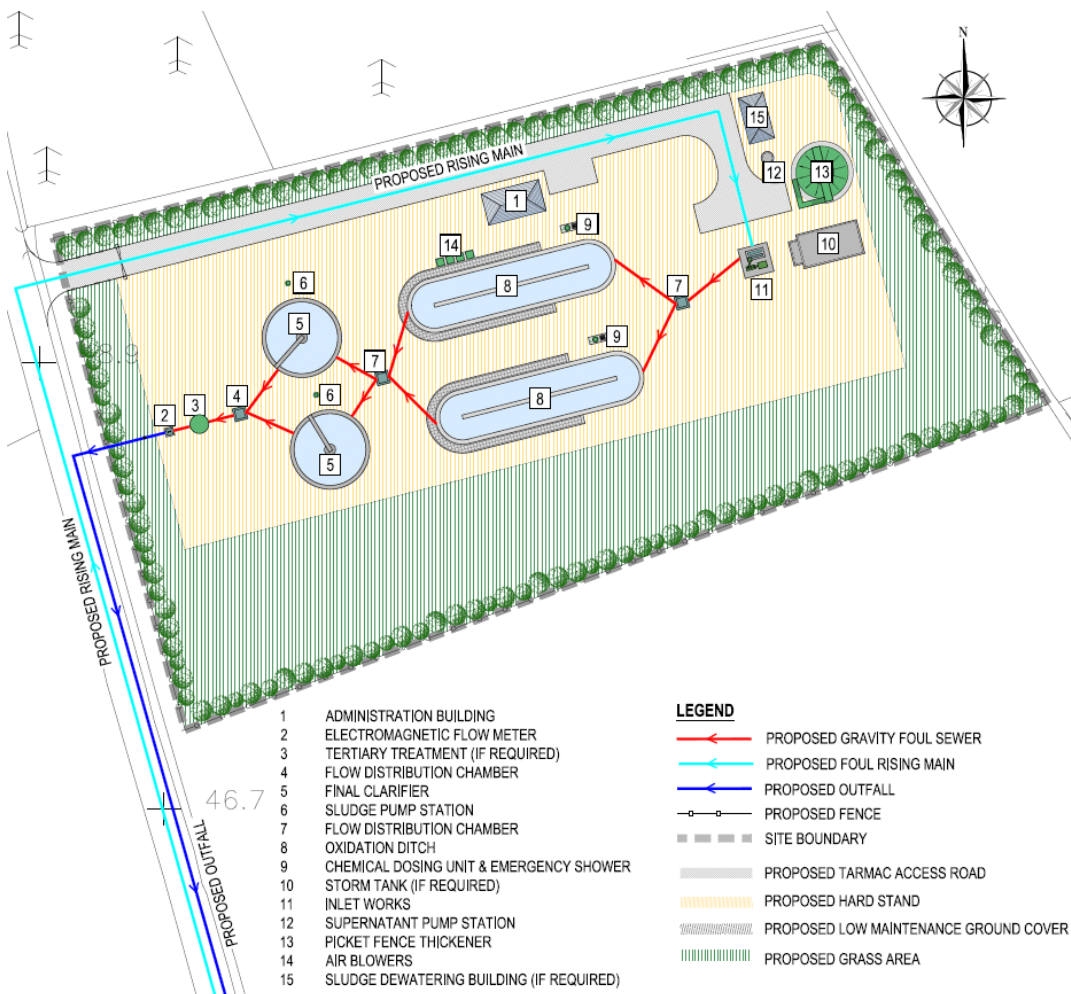 N
15
PROPOSED RISING MAIN
12
13
1
9
14
10
8
11
6
7
5
9
7
8.9
6
8
4
3
2
5
PROPOSED RISING MAIN
PROPOSED OUTFALL
46.7
1 ADMINISTRATION BUILDING
2 ELECTROMAGNETIC FLOW METER
3 TERTIARY TREATMENT (IF REQUIRED)
4 FLOW DISTRIBUTION CHAMBER
5 FINAL CLARIFIER
6 SLUDGE PUMP STATION
7 FLOW DISTRIBUTION CHAMBER
8 OXIDATION DITCH
9 CHEMICAL DOSING UNIT & EMERGENCY SHOWER
10 STORM TANK (IF REQUIRED)
11 INLET WORKS
12 SUPERNATANT PUMP STATION
13 PICKET FENCE THICKENER
14 AIR BLOWERS
15 SLUDGE DEWATERING BUILDING (IF REQUIRED)
LEGEND
PROPOSED GRAVITY FOUL SEWER
PROPOSED FOUL RISING MAIN
PROPOSED OUTFALL
PROPOSED FENCE
SITE BOUNDARY
PROPOSED TARMAC ACCESS ROAD
PROPOSED HARD STAND
PROPOSED LOW MAINTENANCE GROUND COVER
PROPOSED GRASS AREA